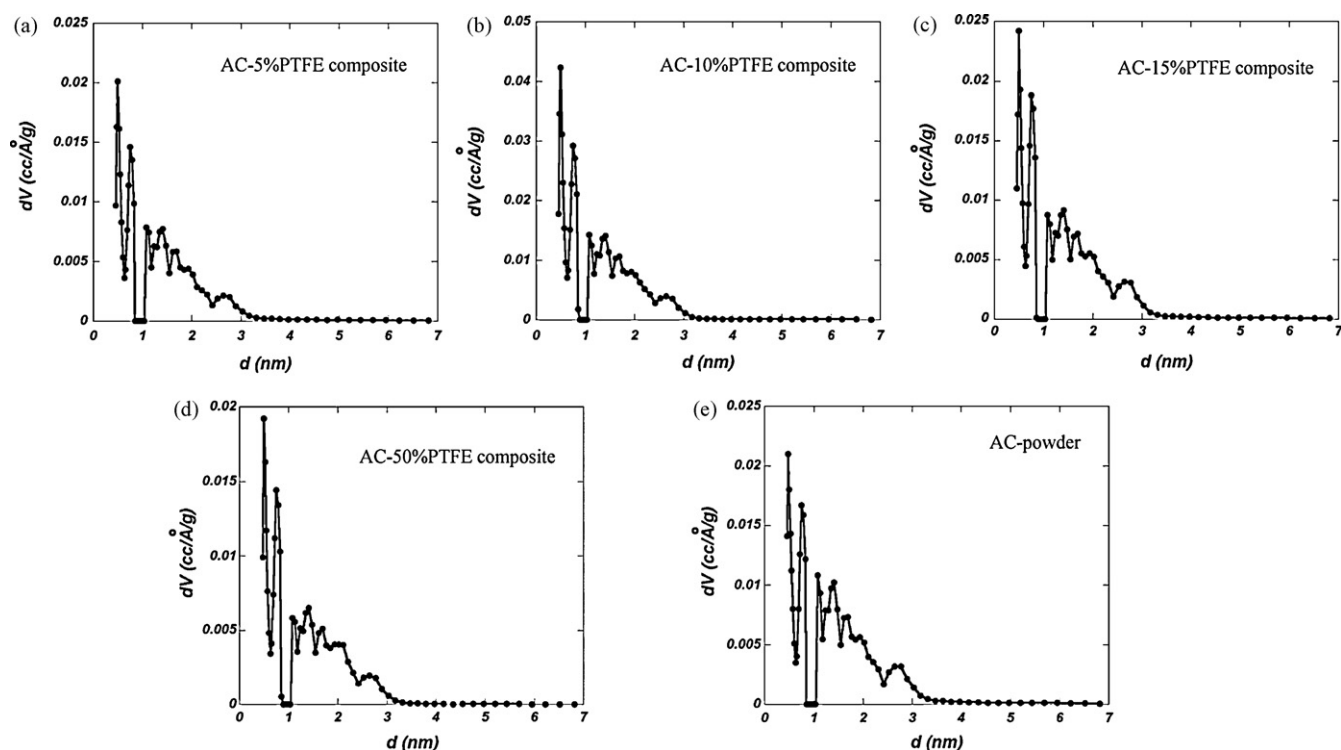 (a)
0.025
0.02
0.015
0.01
0.005
0
AC-5%PTFE composite
dV (cc/Å/g)
0 1 2 3 4 5 6 7
d (nm)
(b)
0.05
0.04
0.03
0.02
0.01
0
AC-10%PTFE composite
dV (cc/Å/g)
0 1 2 3 4 5 6 7
d (nm)
(c)
0.025
0.02
0.015
0.01
0.005
0
AC-15%PTFE composite
dV (cc/Å/g)
0 1 2 3 4 5 6 7
d (nm)
(d)
0.02
0.015
0.01
0.005
0
AC-50%PTFE composite
dV (cc/Å/g)
0 1 2 3 4 5 6 7
d (nm)
(e)
0.025
0.02
0.015
0.01
0.005
0
AC-powder
dV (cc/Å/g)
0 1 2 3 4 5 6 7
d (nm)